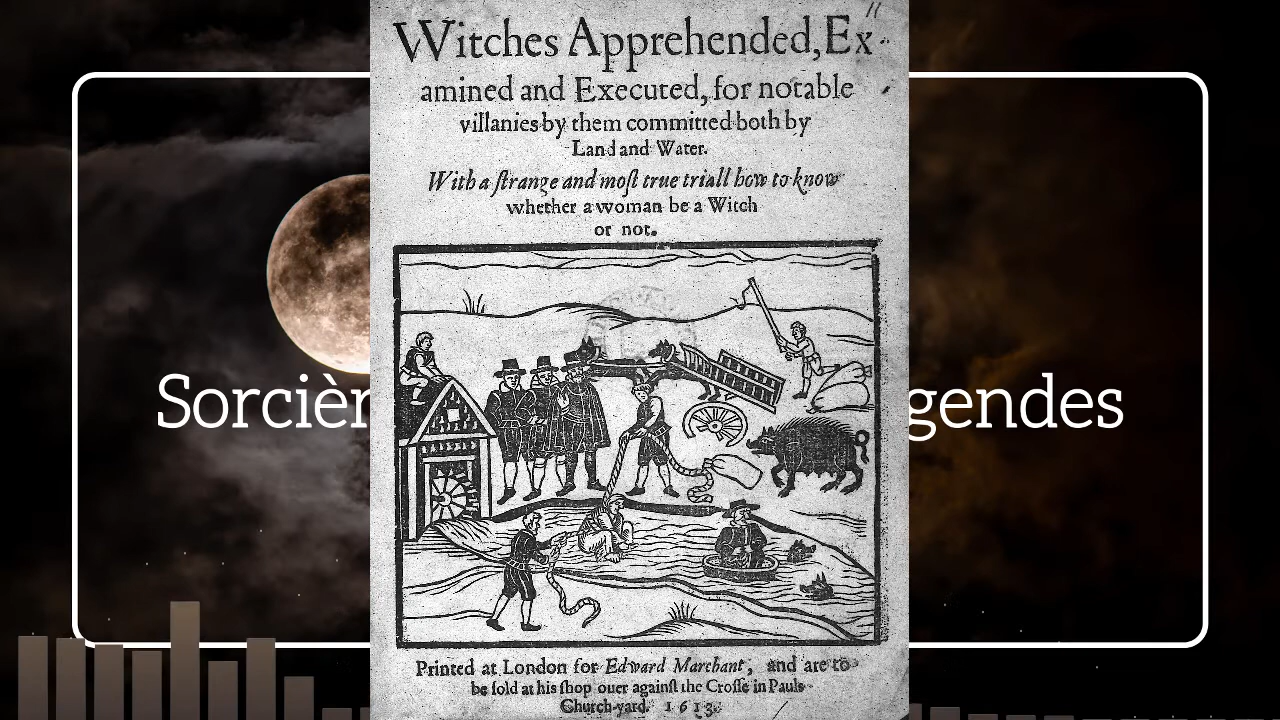 Witches Apprehended, Ex-
amined and Executed, for notable
villanies by them committed both by
Land and Water.
With a ſtrange and moſt true triall how to know
whether a woman be a Witch
or not.
Sorcièr
gendes
Printed at London for Edward Marchant, and are to
be ſold at his ſhop ouer againſt the Croſſe in Pauls
Church-yard. 1613.